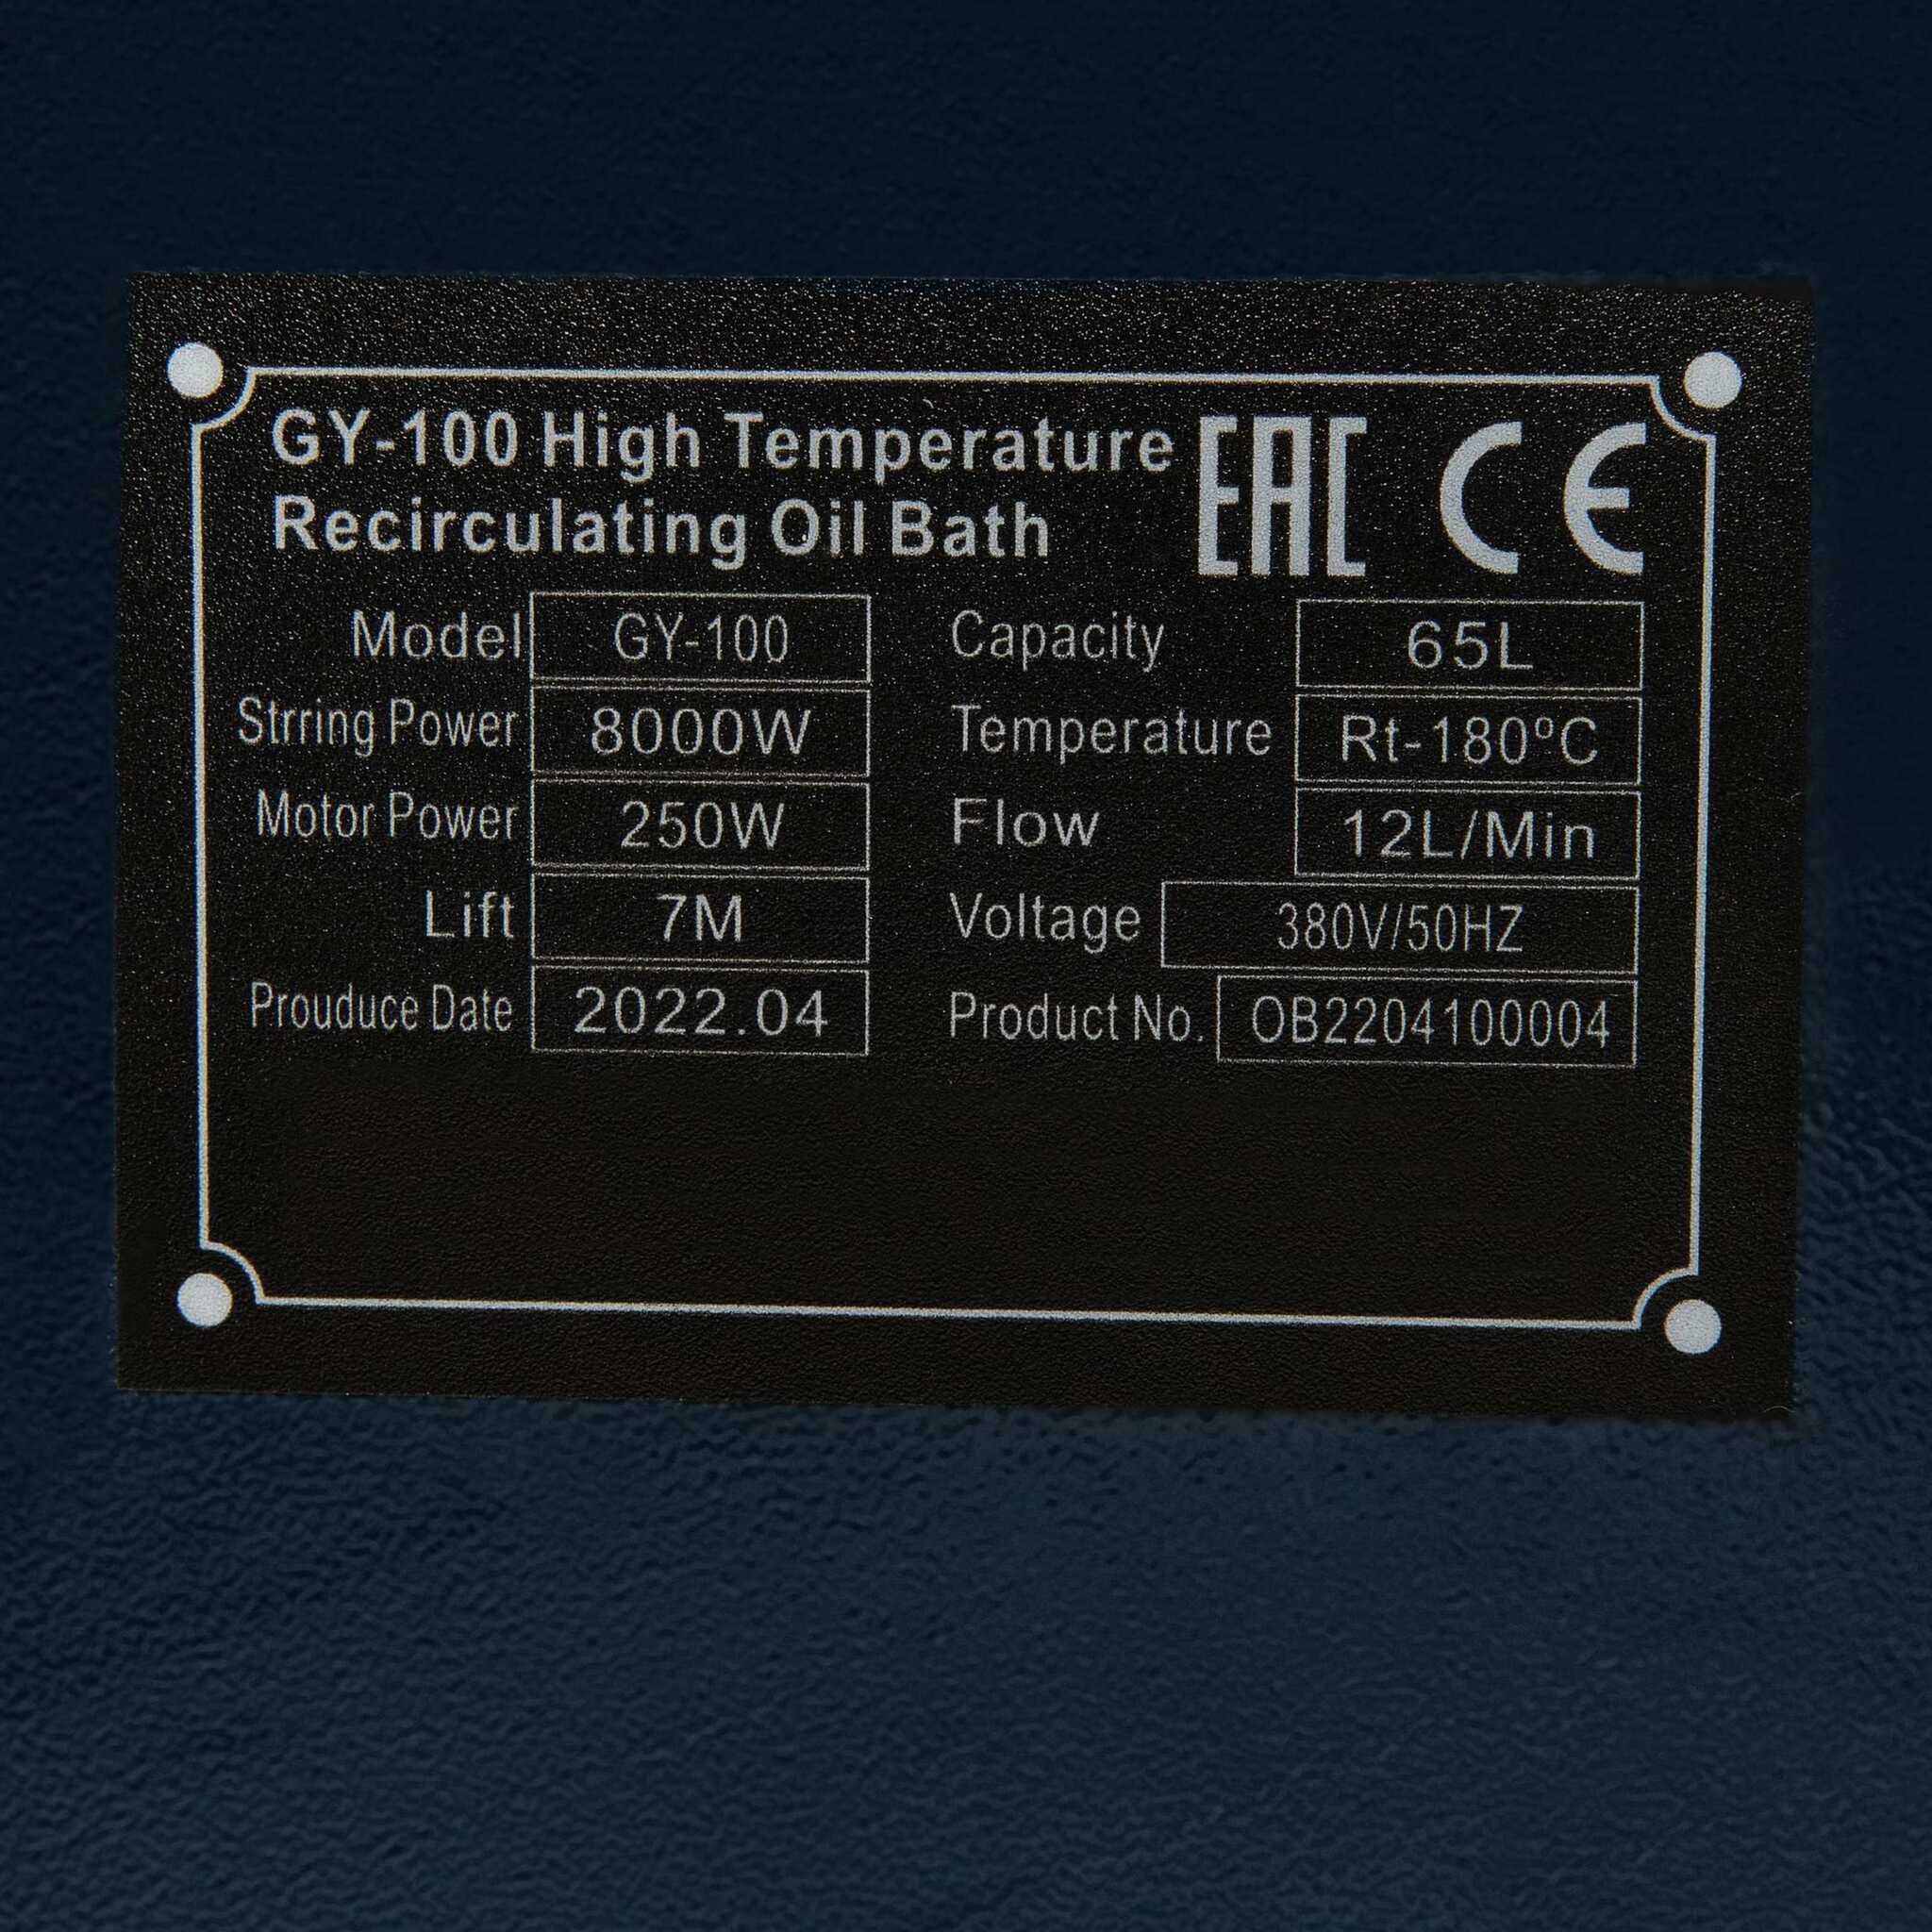 GY-100 High Temperature
Recirculating Oil Bath
EAC CE
Model GY-100 Capacity 65L
Strring Power 8000W Temperature Rt-180ºC
Motor Power 250W Flow 12L/Min
Lift 7M Voltage 380V/50HZ
Prouduce Date 2022.04 Product No. OB2204100004